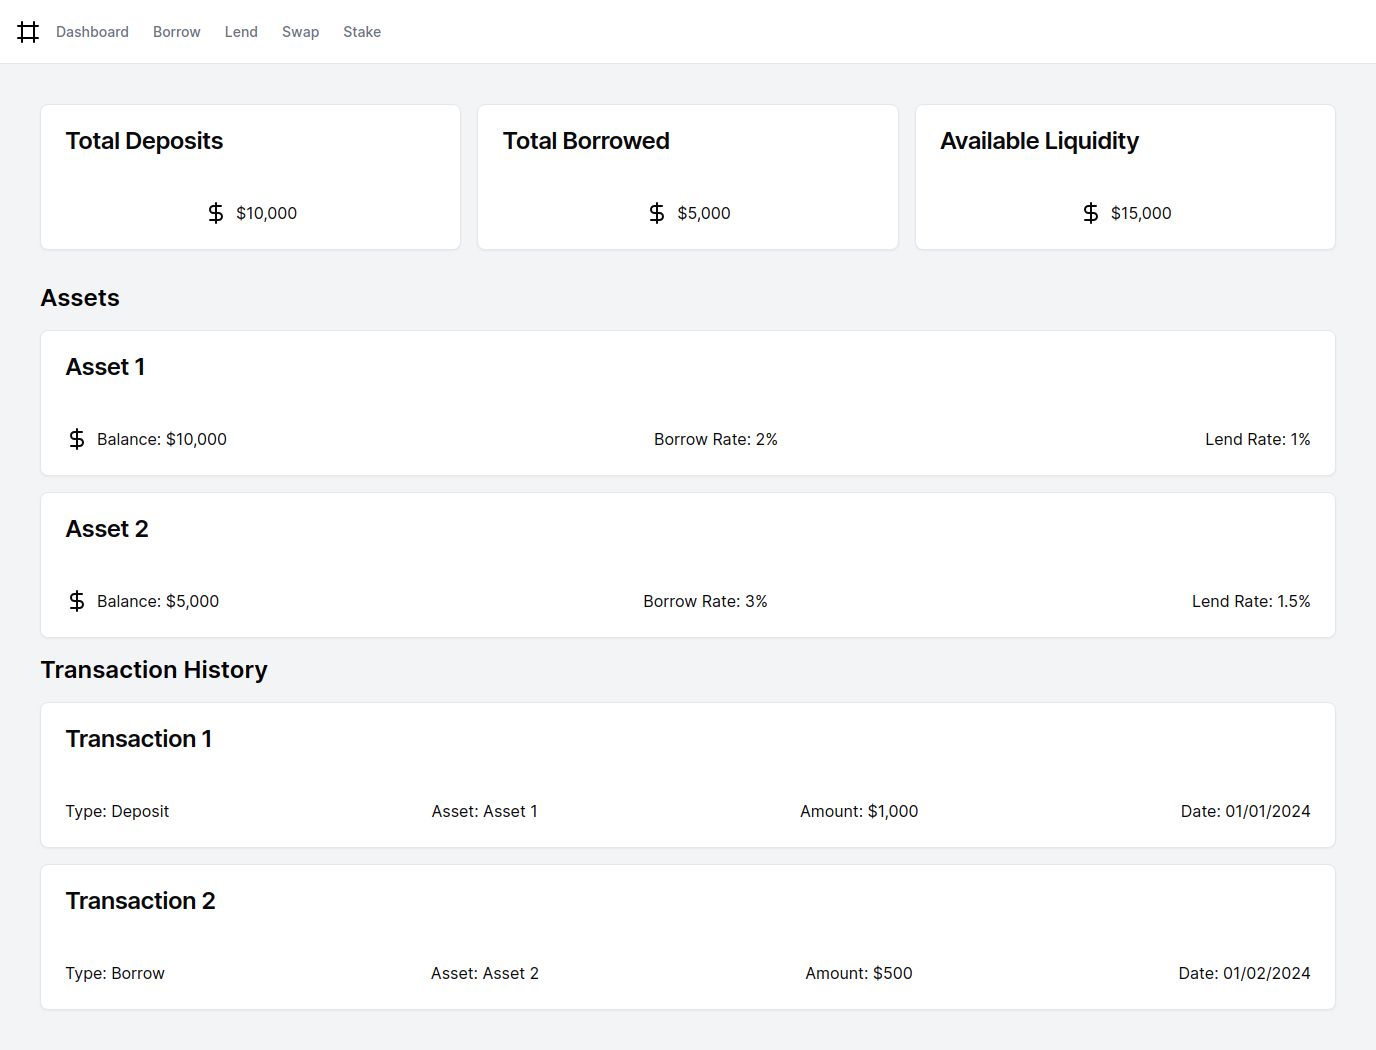 Dashboard Borrow Lend Swap Stake
Total Deposits
$10,000
Total Borrowed
$5,000
Available Liquidity
$15,000
Assets
Asset 1
Balance: $10,000 Borrow Rate: 2% Lend Rate: 1%
Asset 2
Balance: $5,000 Borrow Rate: 3% Lend Rate: 1.5%
Transaction History
Transaction 1
Type: Deposit Asset: Asset 1 Amount: $1,000 Date: 01/01/2024
Transaction 2
Type: Borrow Asset: Asset 2 Amount: $500 Date: 01/02/2024